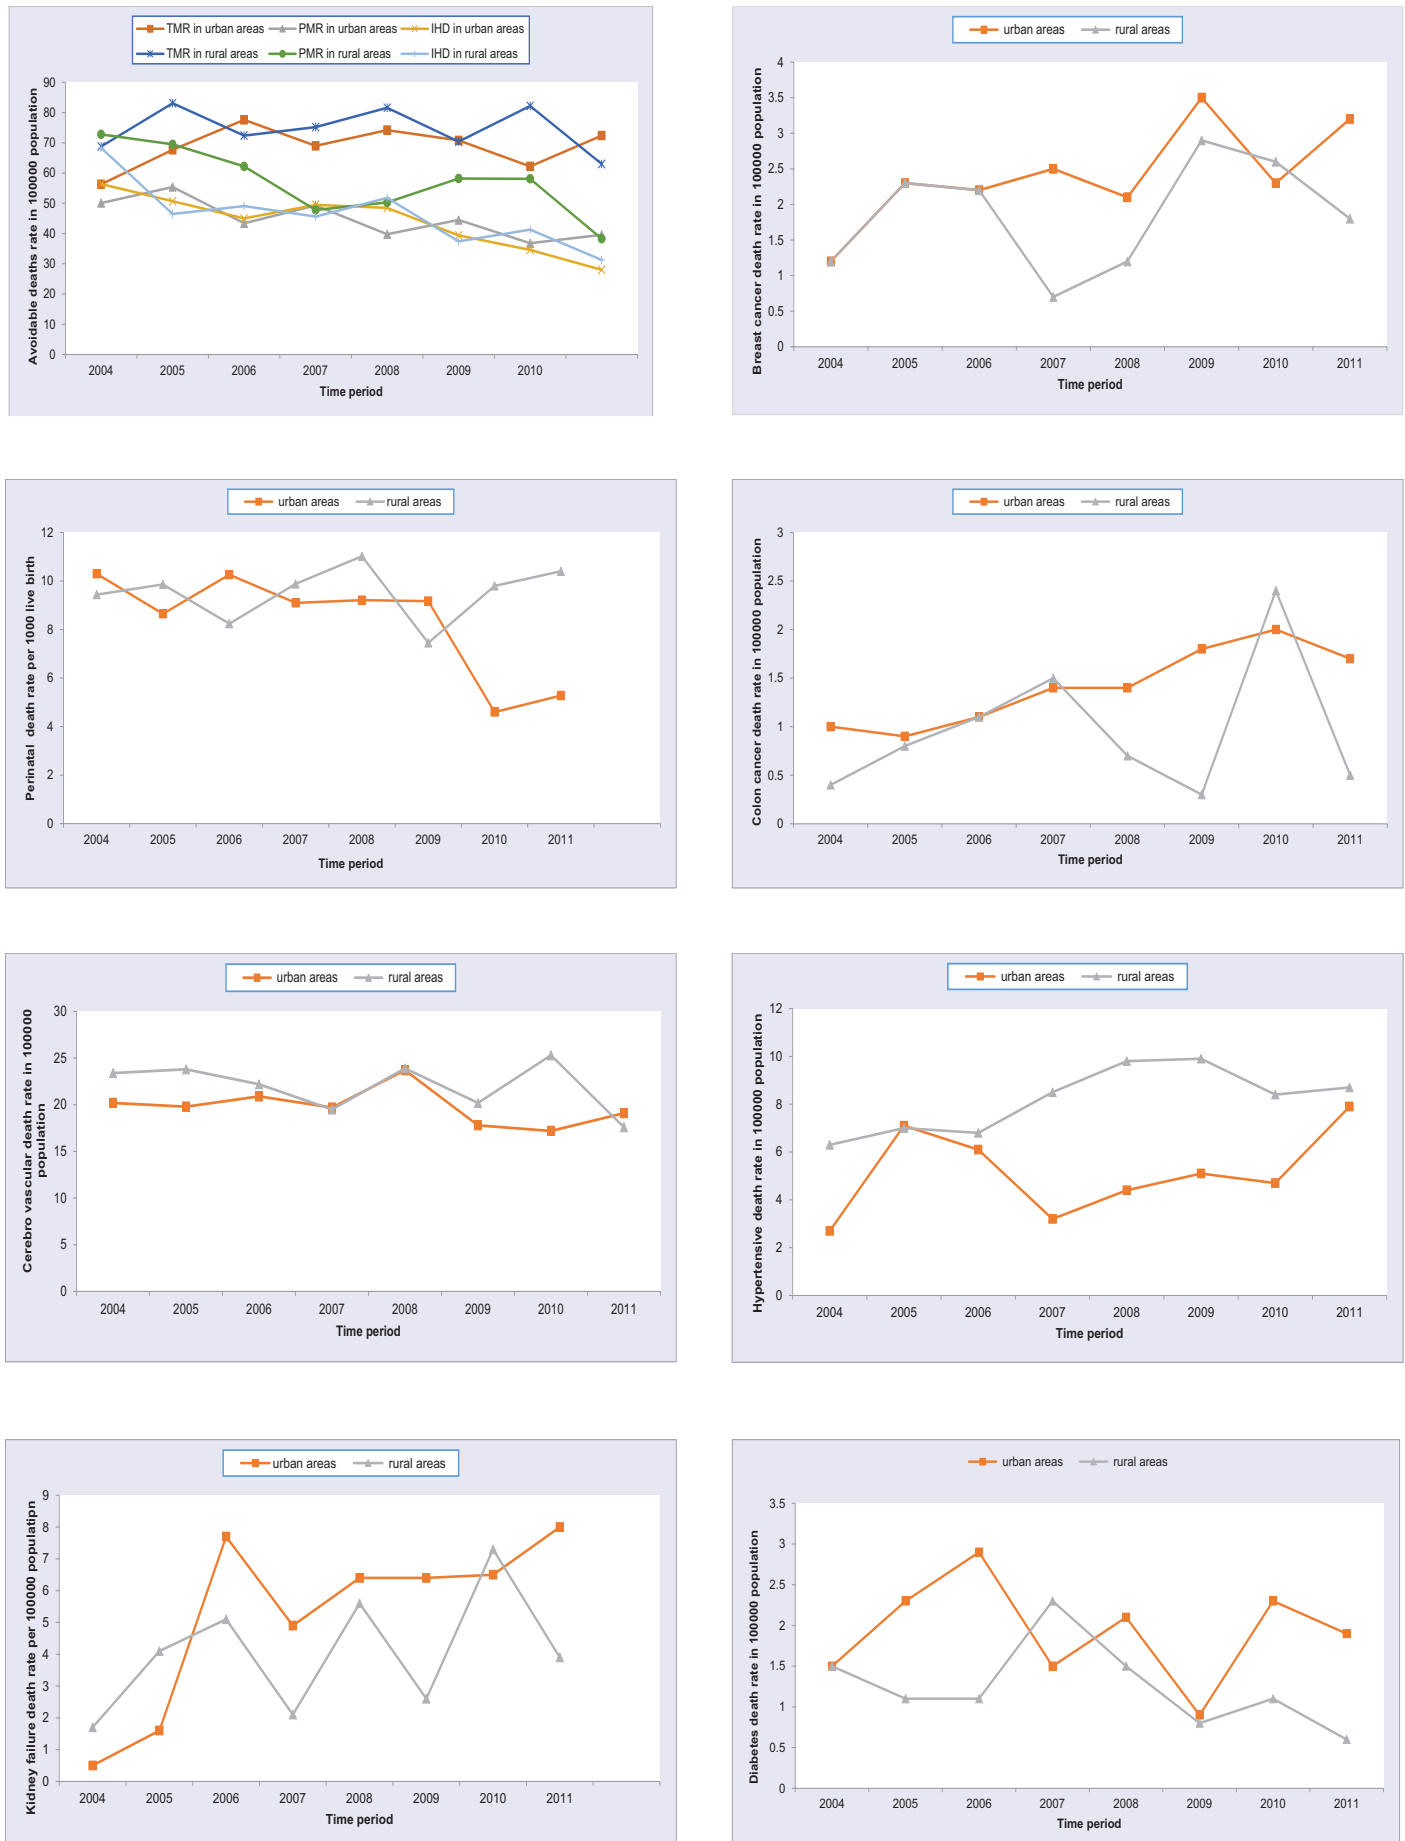 TMR in urban areas PMR in urban areas IHD in urban areas
TMR in rural areas PMR in rural areas IHD in rural areas
Avoidable deaths rate in 100000 population
90
80
70
60
50
40
30
20
10
0
2004 2005 2006 2007 2008 2009 2010
Time period
urban areas rural areas
Breast cancer death rate in 100000 population
4
3.5
3
2.5
2
1.5
1
0.5
0
2004 2005 2006 2007 2008 2009 2010 2011
Time period
urban areas rural areas
Perinatal death rate per 1000 live birth
12
10
8
6
4
2
0
2004 2005 2006 2007 2008 2009 2010 2011
Time period
urban areas rural areas
Colon cancer death rate in 100000 population
3
2.5
2
1.5
1
0.5
0
2004 2005 2006 2007 2008 2009 2010 2011
Time period
urban areas rural areas
Cerebro vascular death rate in 100000
population
30
25
20
15
10
5
0
2004 2005 2006 2007 2008 2009 2010 2011
Time period
urban areas rural areas
Hypertensive death rate in 100000 population
12
10
8
6
4
2
0
2004 2005 2006 2007 2008 2009 2010 2011
Time period
urban areas rural areas
Kidney failure death rate per 100000 populatipn
9
8
7
6
5
4
3
2
1
0
2004 2005 2006 2007 2008 2009 2010 2011
Time period
urban areas rural areas
Diabetes death rate in 100000 population
3.5
3
2.5
2
1.5
1
0.5
0
2004 2005 2006 2007 2008 2009 2010 2011
Time period